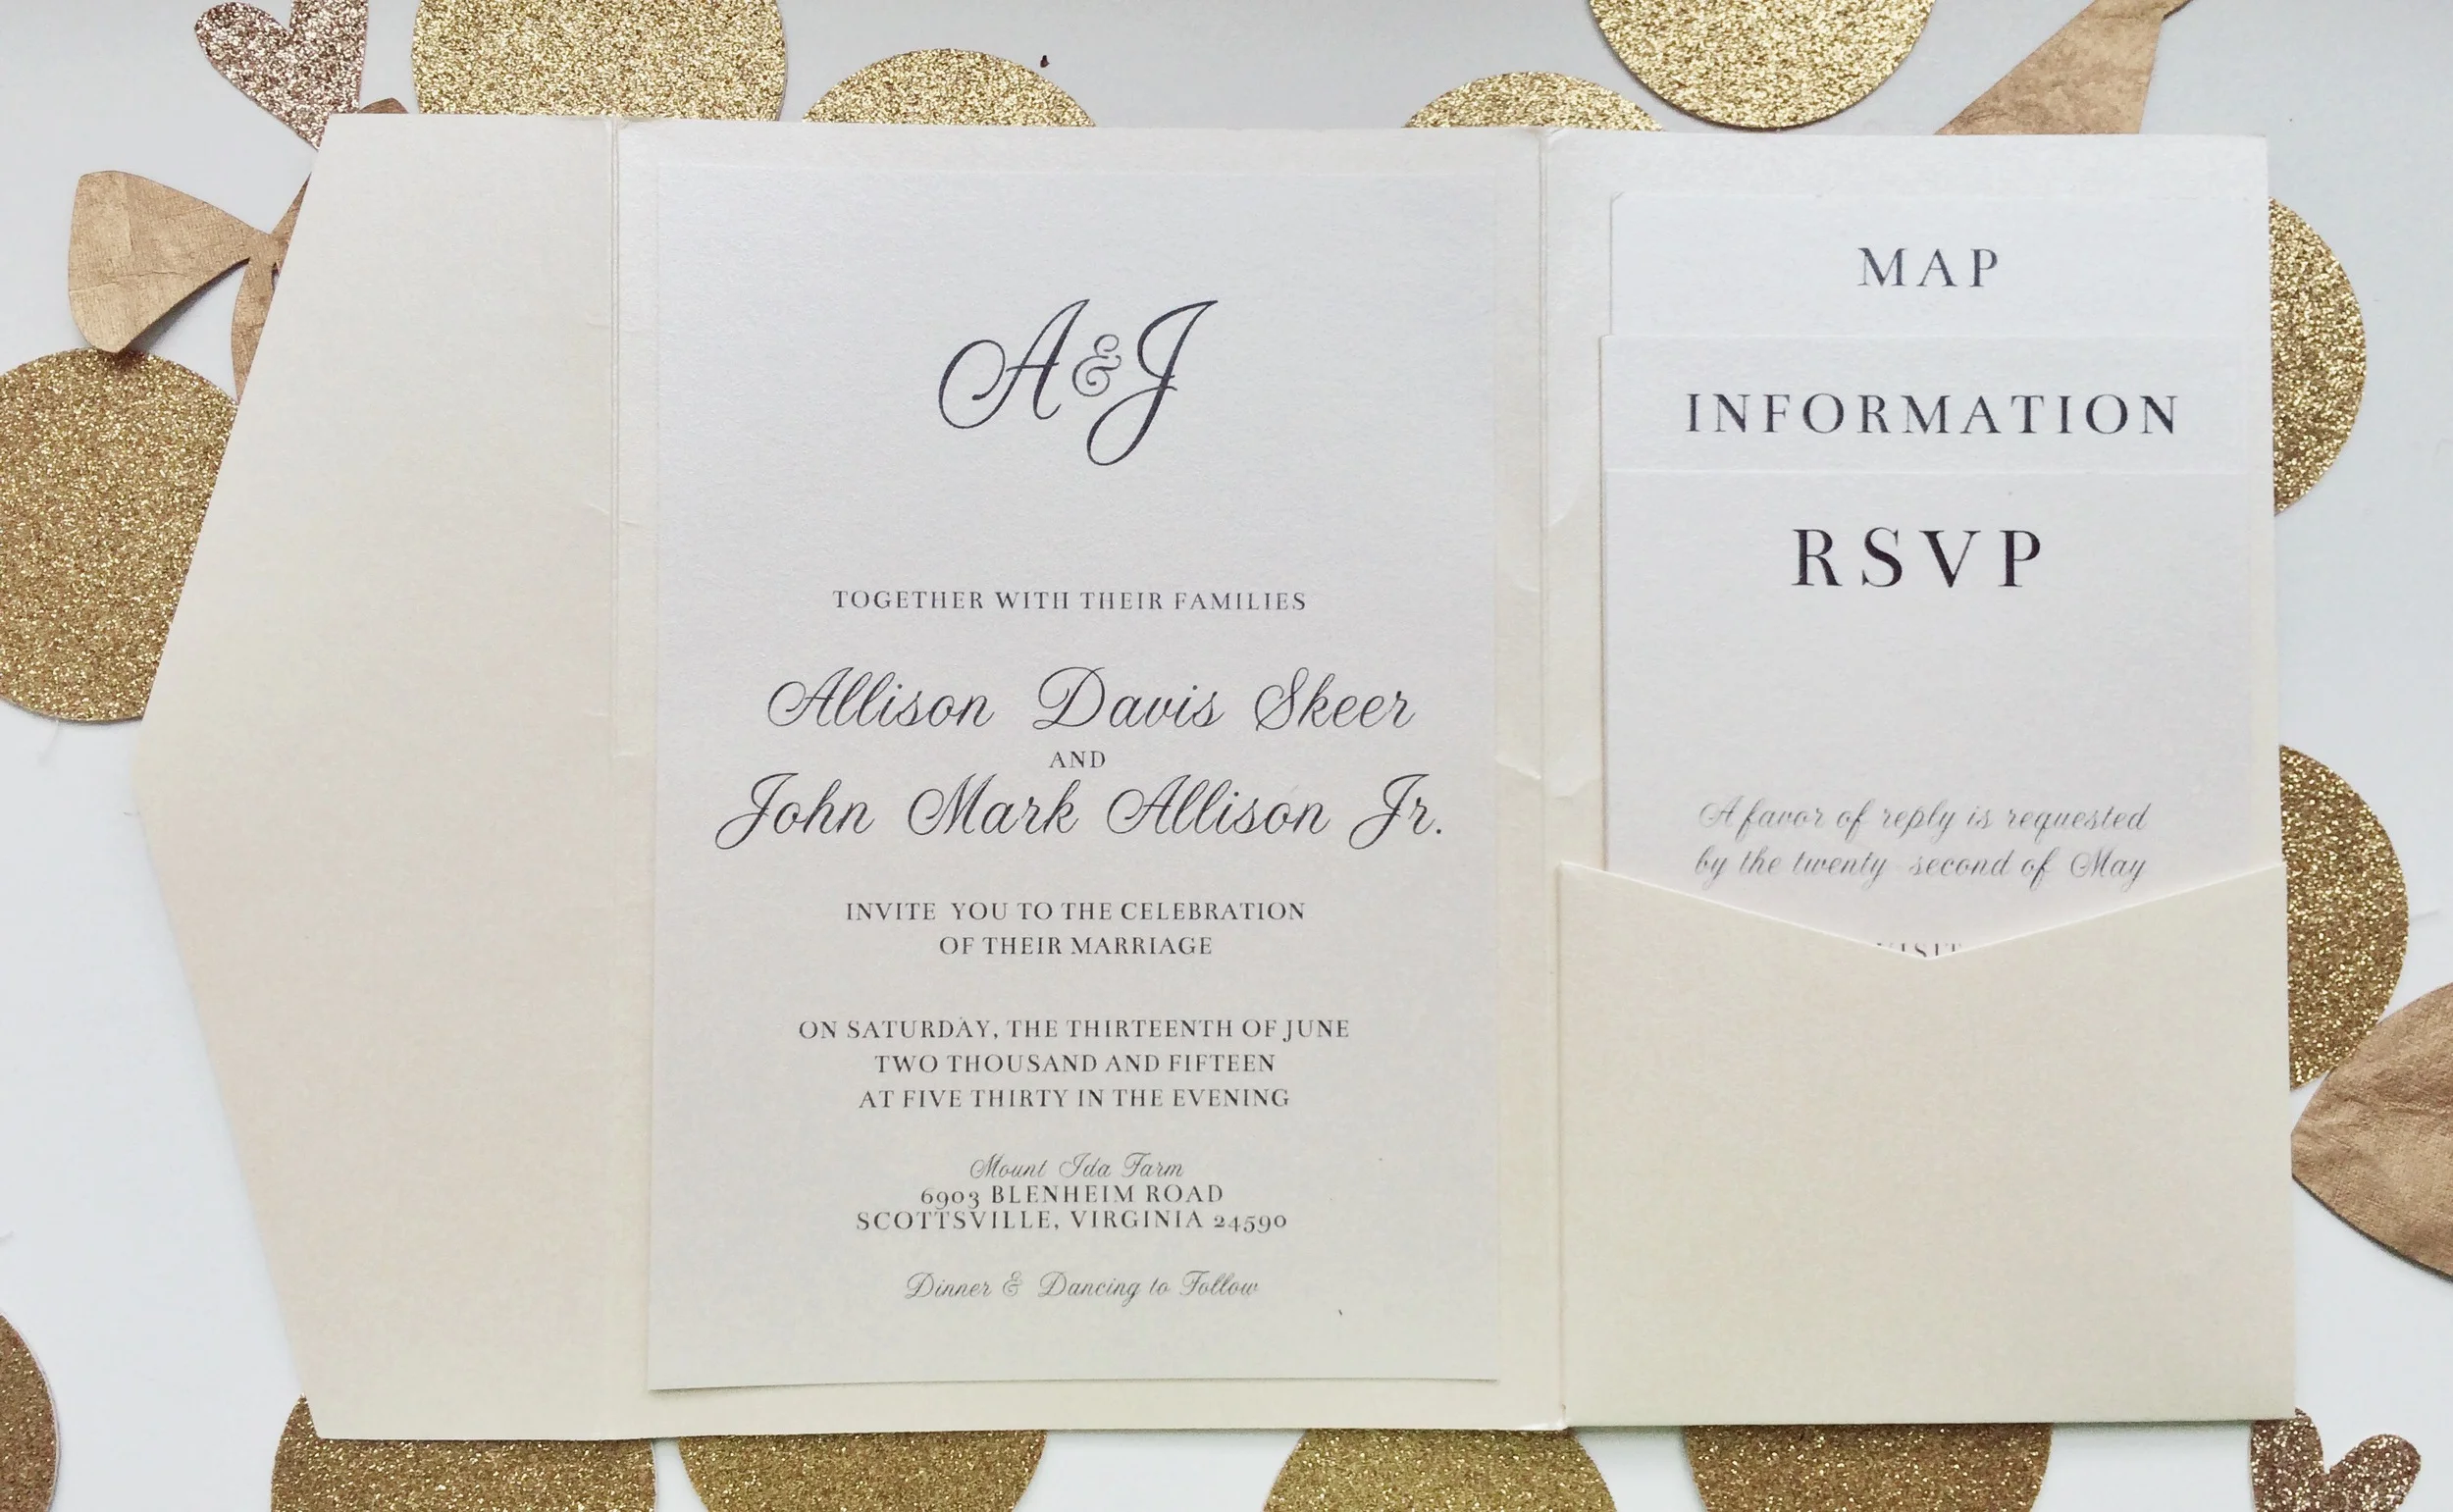 A&J
TOGETHER WITH THEIR FAMILIES
Allison Davis Skeer
AND
John Mark Allison Jr.
INVITE YOU TO THE CELEBRATION
OF THEIR MARRIAGE
ON SATURDAY, THE THIRTEENTH OF JUNE
TWO THOUSAND AND FIFTEEN
AT FIVE THIRTY IN THE EVENING
Mount Ida Farm
6903 BLENHEIM ROAD
SCOTTSVILLE, VIRGINIA 24590
Dinner & Dancing to Follow
MAP
INFORMATION
RSVP
A favor of reply is requested
by the twenty-second of May